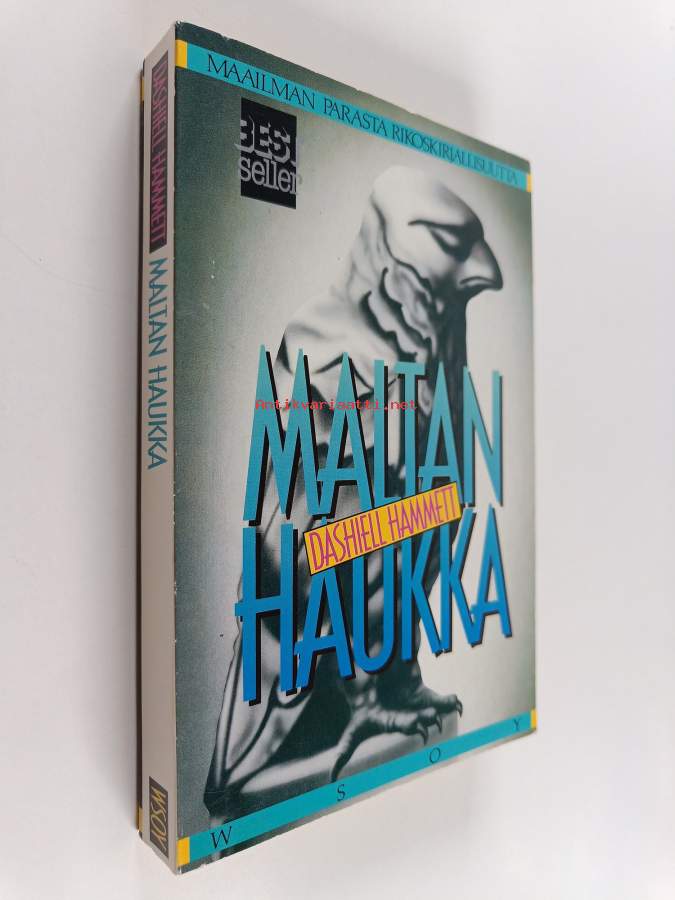 MAAILMAN PARASTA RIKOSKIRJALLISUUTTA
BEST
seller
MALTAN
DASHIELL HAMMETT
HAUKKA
W S O Y
DASHIELL HAMMETT MALTAN HAUKKA WSOY
Antikvariaatti.net